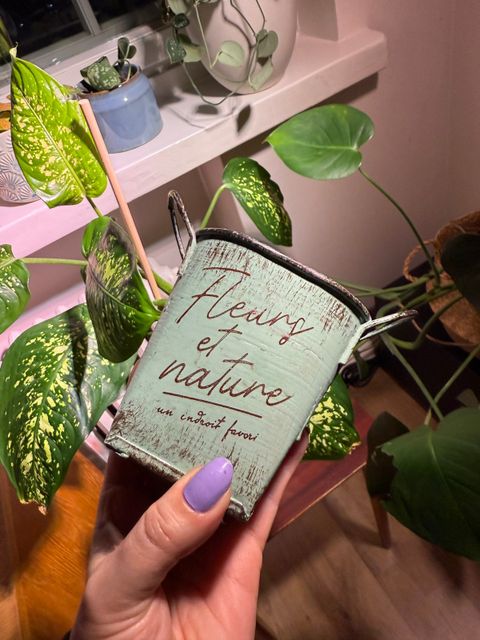 Fleurs
et
nature
un endroit favori